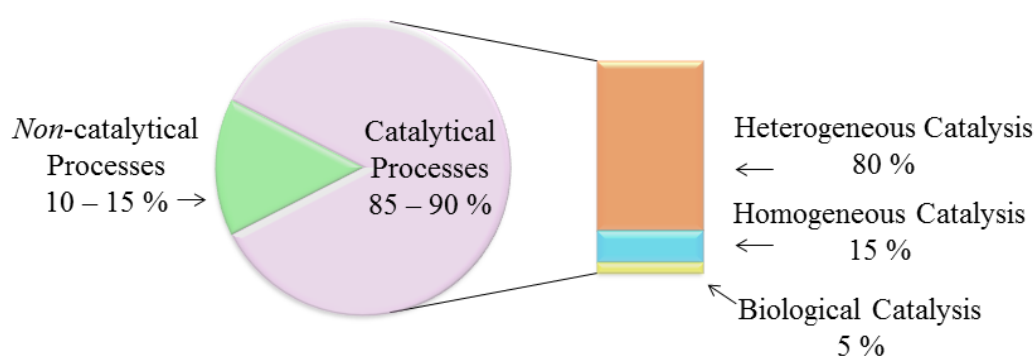 Non-catalytical
Processes
10 – 15 %
Catalytical
Processes
85 – 90 %
Heterogeneous Catalysis
80 %
Homogeneous Catalysis
15 %
Biological Catalysis
5 %